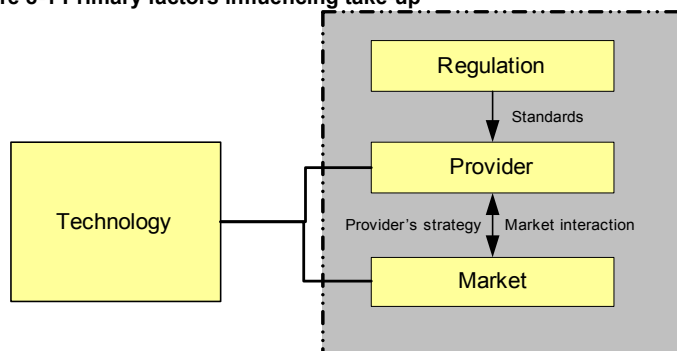 Primary factors influencing take-up
Regulation
Standards
Provider
Technology
Provider's strategy
Market interaction
Market